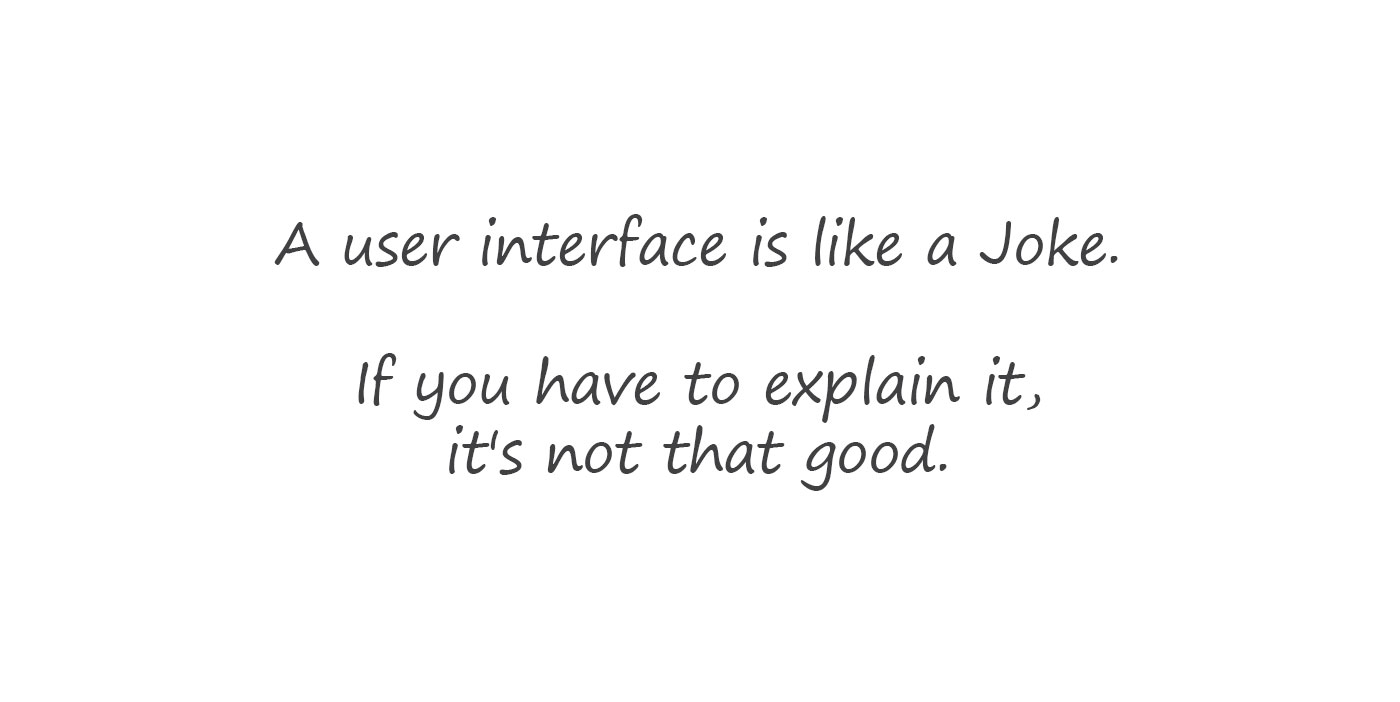 A user interface is like a Joke.
If you have to explain it,
it's not that good.